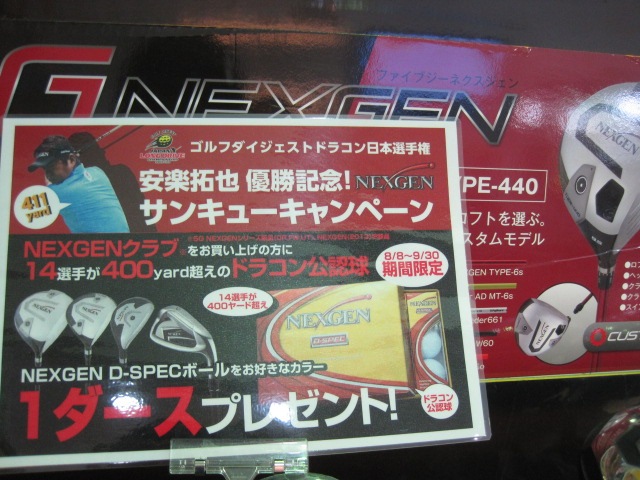 NEXGEN
ファイブジーネクスジェン
NEXGEN
YPE-440
ロフトを選ぶ。
スタムモデル
GEN TYPE-6s
AD MT-6s
der661
w60
CUS
ゴルフダイジェストドラコン日本選手権
安楽拓也 優勝記念! NEXGEN
サンキューキャンペーン
411
yard
NEXGENクラブをお買い上げの方に
14選手が400yard超えのドラコン公認球
8/8~9/30
期間限定
14選手が
400ヤード超え
NEXGEN
D-SPEC
NEXGEN D-SPECボールをお好きなカラー
1ダースプレゼント!
ドラコン
公認球